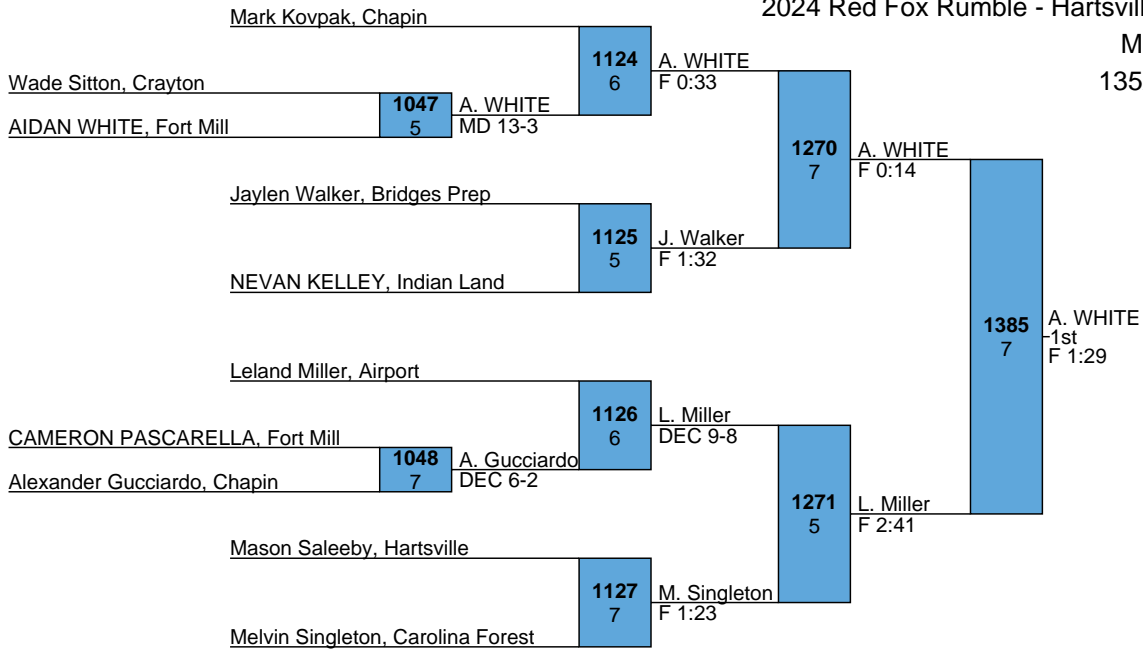 2024 Red Fox Rumble - Hartsvill
M
135
Mark Kovpak, Chapin
1124
6
A. WHITE
F 0:33
Wade Sitton, Crayton
1047
5
A. WHITE
MD 13-3
AIDAN WHITE, Fort Mill
1270
7
A. WHITE
F 0:14
Jaylen Walker, Bridges Prep
1125
5
J. Walker
F 1:32
NEVAN KELLEY, Indian Land
1385
7
A. WHITE
1st
F 1:29
Leland Miller, Airport
1126
6
L. Miller
DEC 9-8
CAMERON PASCARELLA, Fort Mill
1048
7
A. Gucciardo
DEC 6-2
Alexander Gucciardo, Chapin
1271
5
L. Miller
F 2:41
Mason Saleeby, Hartsville
1127
7
M. Singleton
F 1:23
Melvin Singleton, Carolina Forest